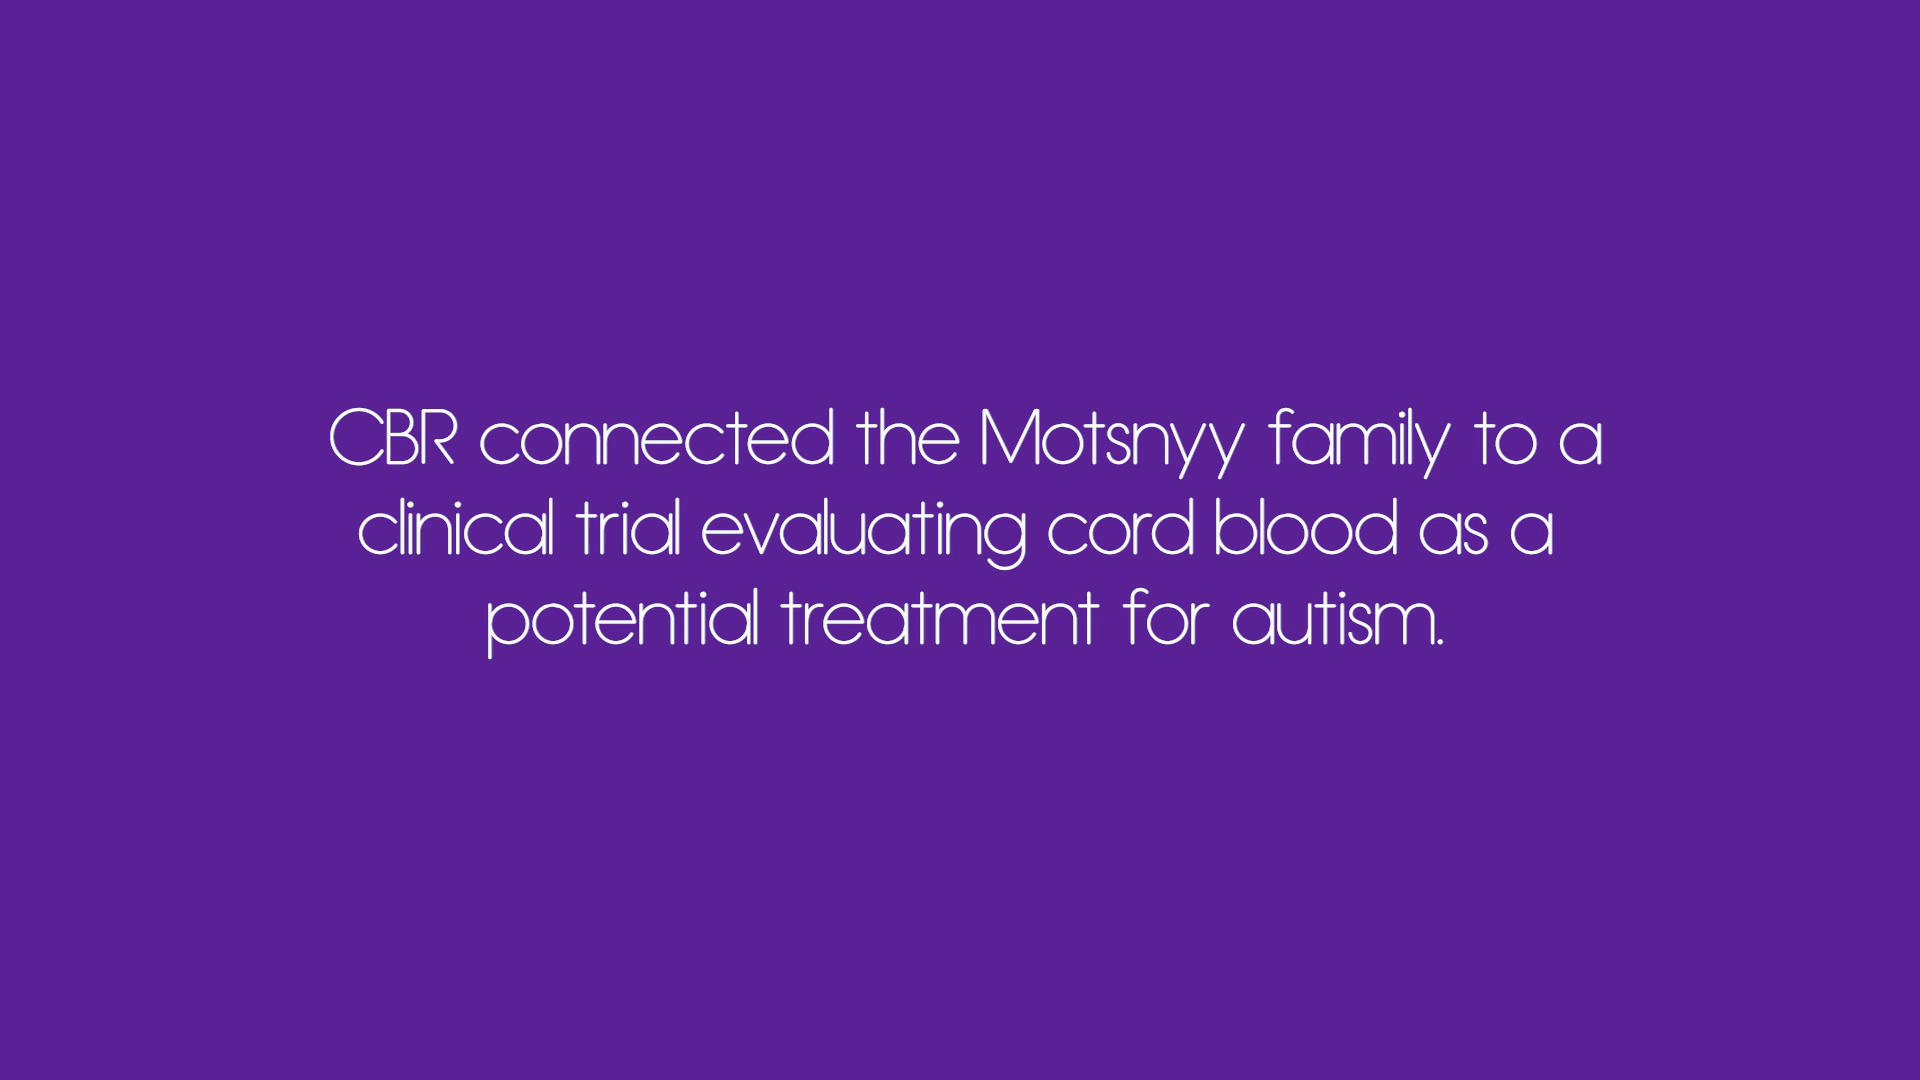 CBR connected the Motsnyy family to a
clinical trial evaluating cord blood as a
potential treatment for autism.